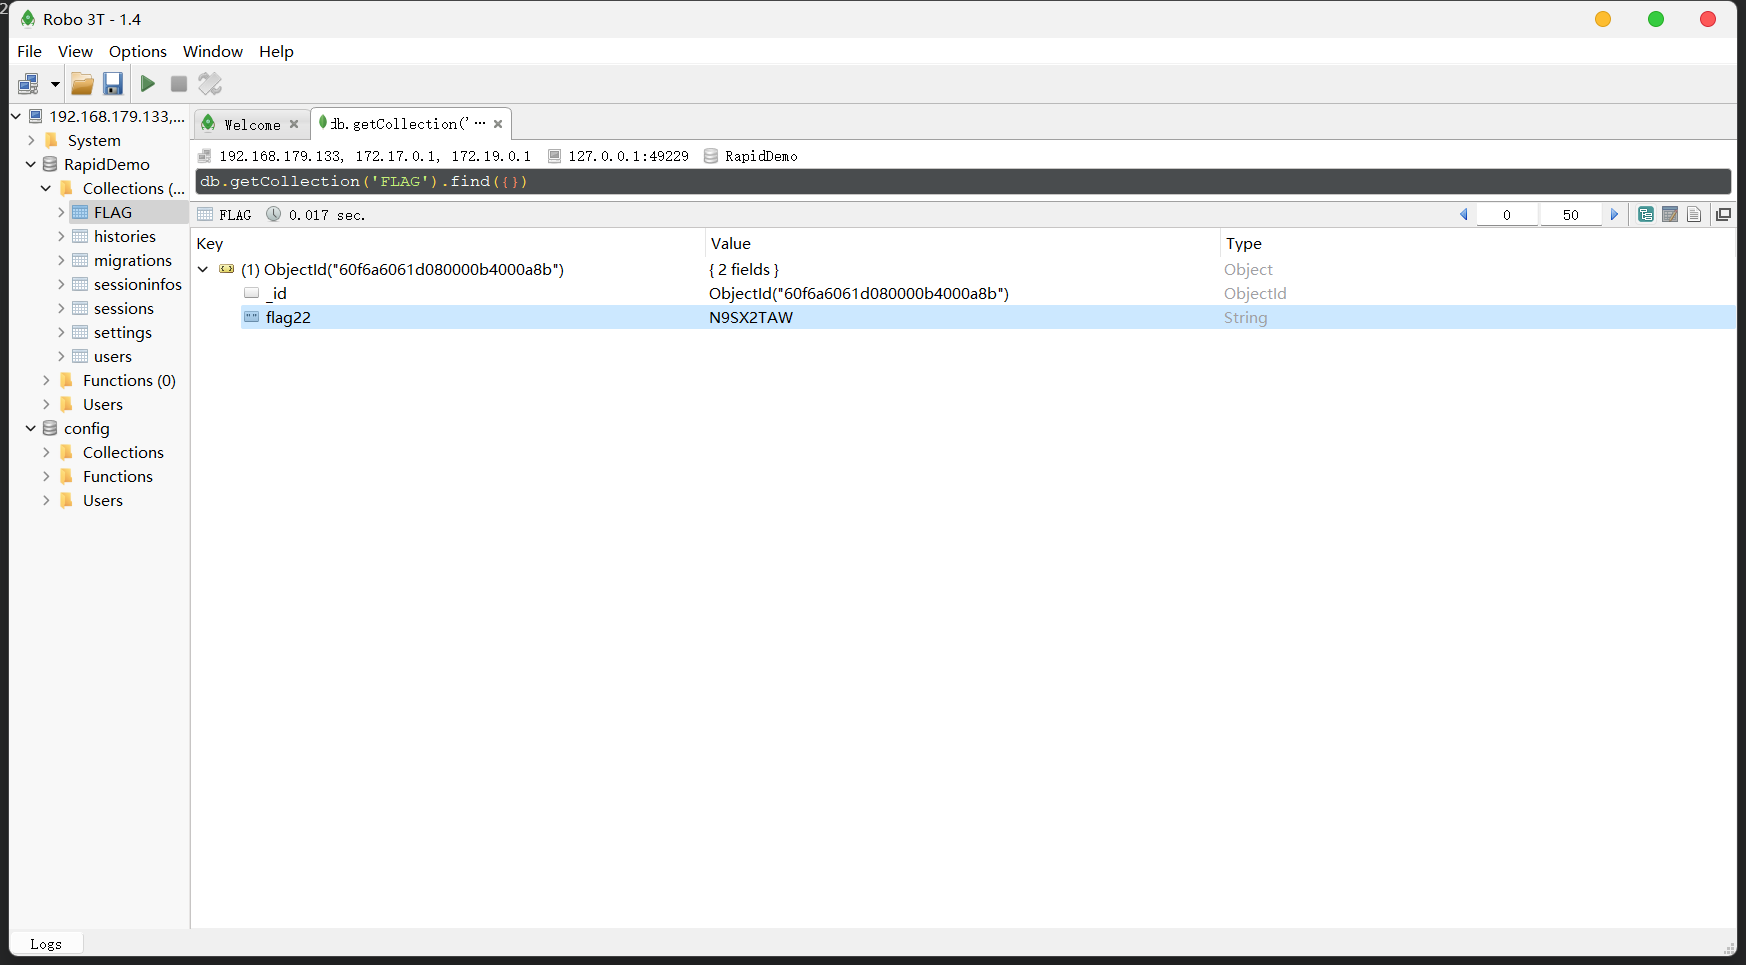 2
Robo 3T - 1.4
File View Options Window Help
192.168.179.133,...
System
RapidDemo
Collections (...
FLAG
histories
migrations
sessioninfos
sessions
settings
users
Functions (0)
Users
config
Collections
Functions
Users
Welcome
db.getCollection('...
192.168.179.133, 172.17.0.1, 172.19.0.1 127.0.0.1:49229 RapidDemo
db.getCollection('FLAG').find({})
FLAG 0.017 sec. 0 50
Key Value Type
(1) ObjectId("60f6a6061d080000b4000a8b") { 2 fields } Object
_id ObjectId("60f6a6061d080000b4000a8b") ObjectId
flag22 N9SX2TAW String
Logs